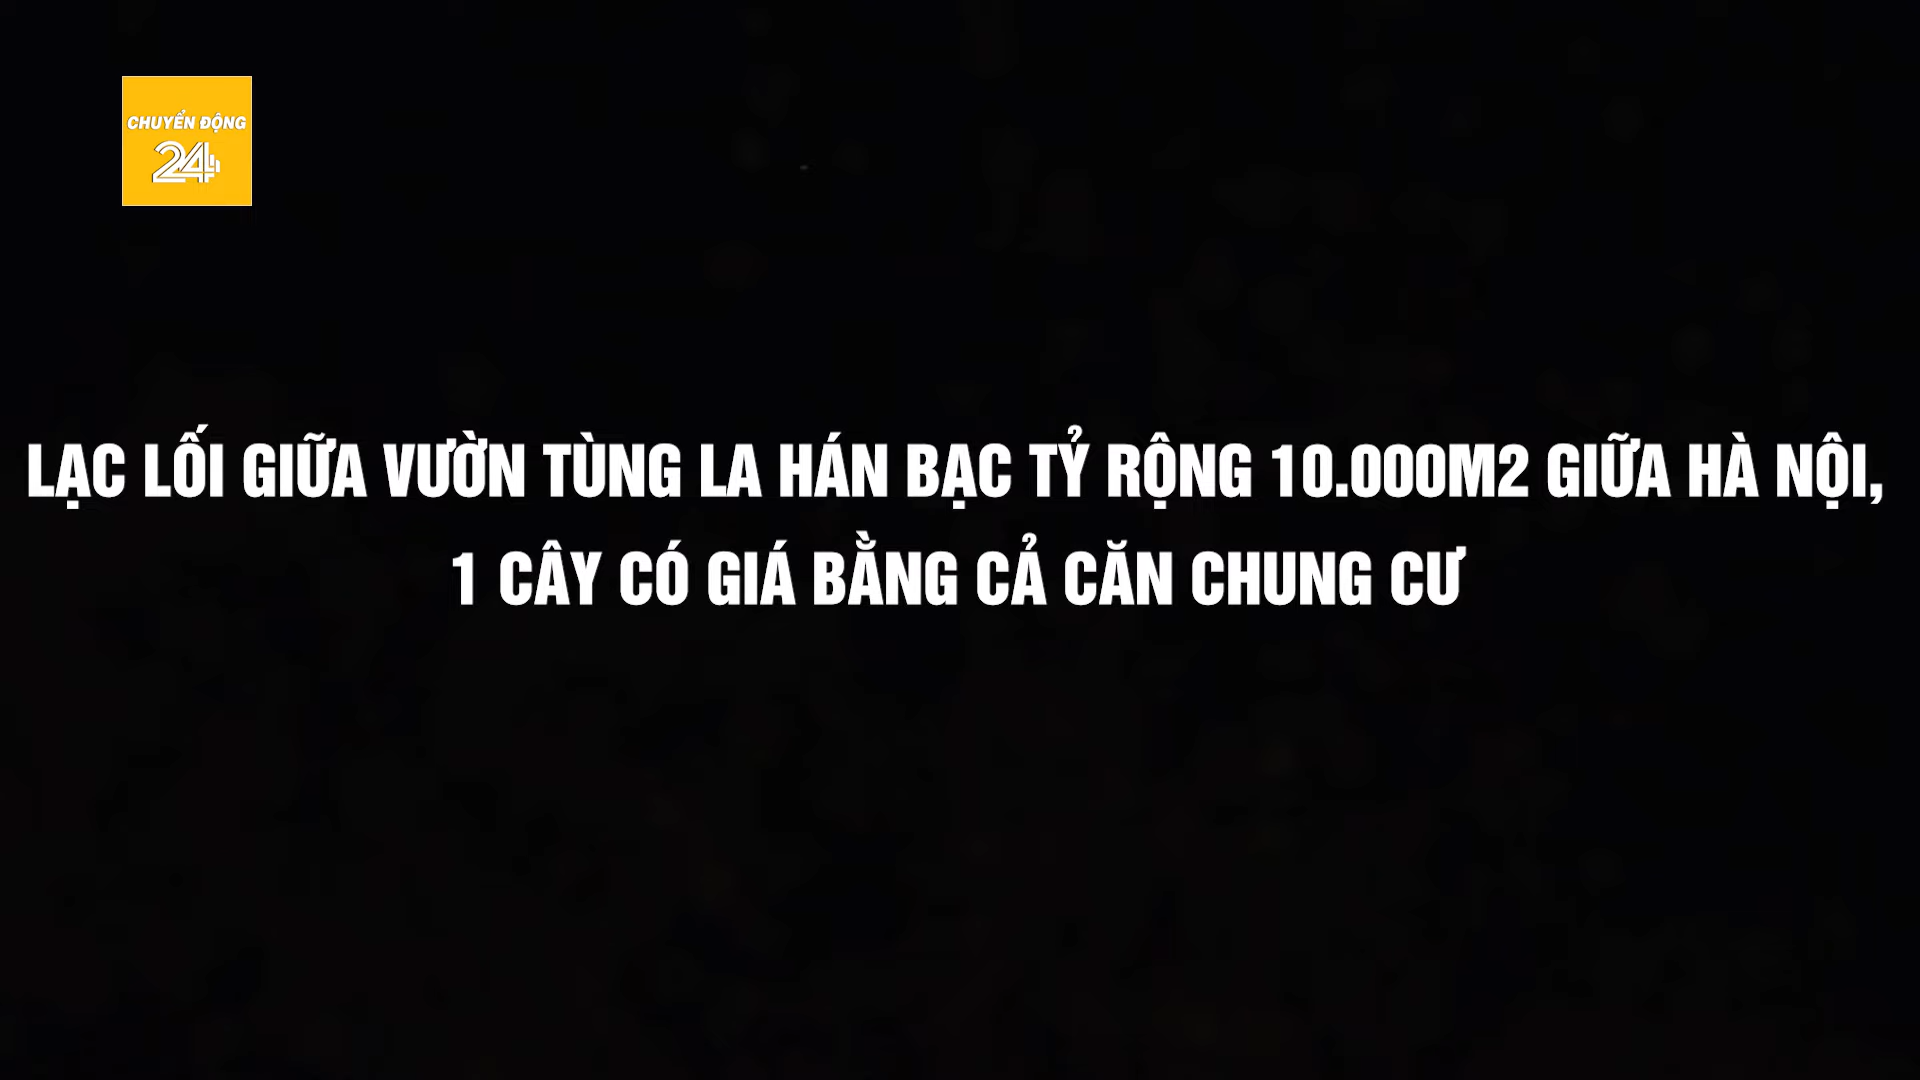 CHUYỂN ĐỘNG
24h
LẠC LỐI GIỮA VƯỜN TÙNG LA HÁN BẠC TỶ RỘNG 10.000M2 GIỮA HÀ NỘI,
1 CÂY CÓ GIÁ BẰNG CẢ CĂN CHUNG CƯ